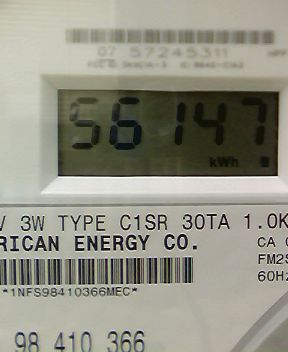 07 57245311
56147
kWh
V 3W TYPE C1SR 30TA 1.0K
RICAN ENERGY CO.
CA
FM2S
60Hz
*1NFS98410366MEC*
98 410 366